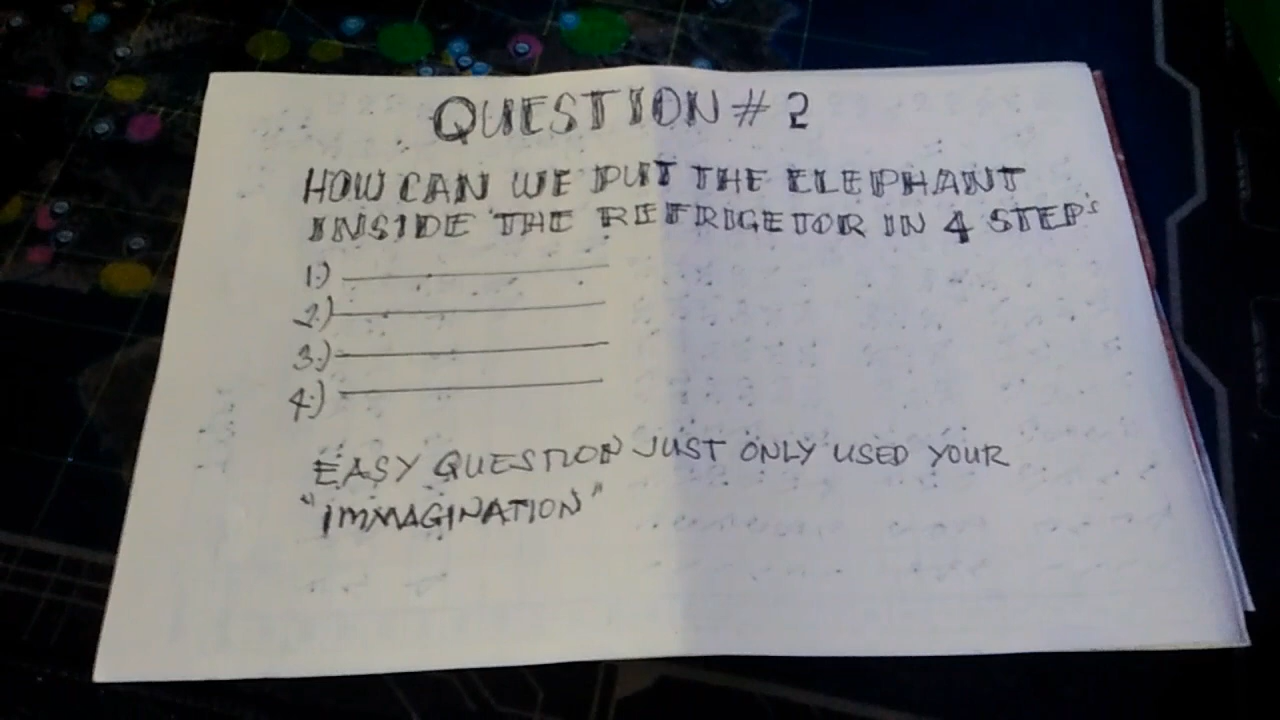 QUESTION # 2
HOW CAN WE PUT THE ELEPHANT
INSIDE THE REFRIGETOR IN 4 STEP'S
1.)
2.)
3.)
4.)
EASY QUESTION JUST ONLY USED YOUR
"IMMAGINATION"